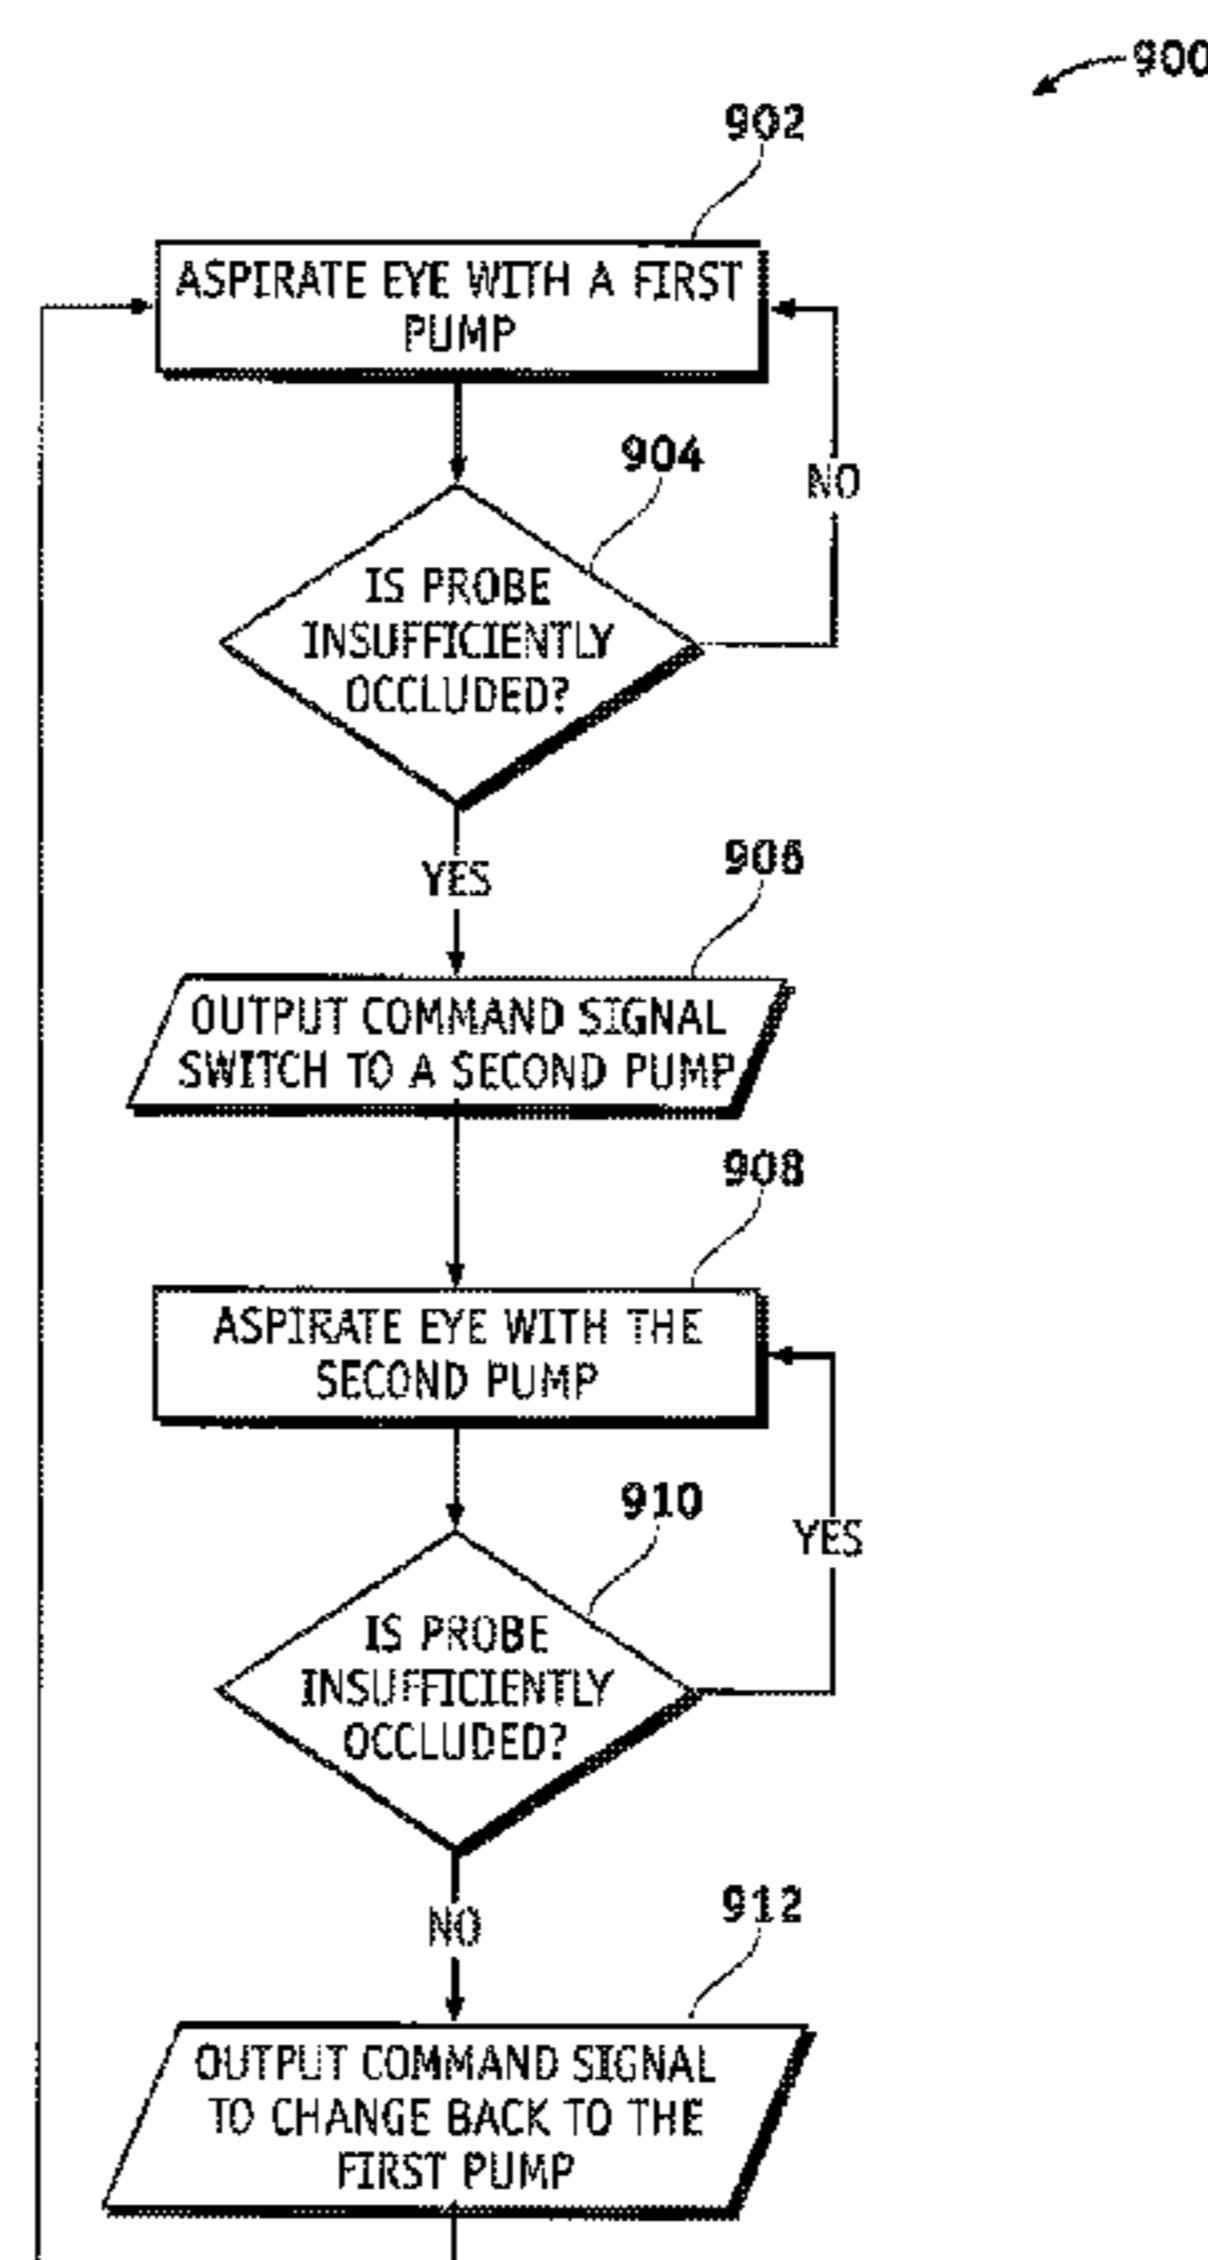 900
902
ASPIRATE EYE WITH A FIRST
PUMP
904
NO
IS PROBE
INSUFFICIENTLY
OCCLUDED?
YES
906
OUTPUT COMMAND SIGNAL
SWITCH TO A SECOND PUMP
908
ASPIRATE EYE WITH THE
SECOND PUMP
910
YES
IS PROBE
INSUFFICIENTLY
OCCLUDED?
NO
912
OUTPUT COMMAND SIGNAL
TO CHANGE BACK TO THE
FIRST PUMP